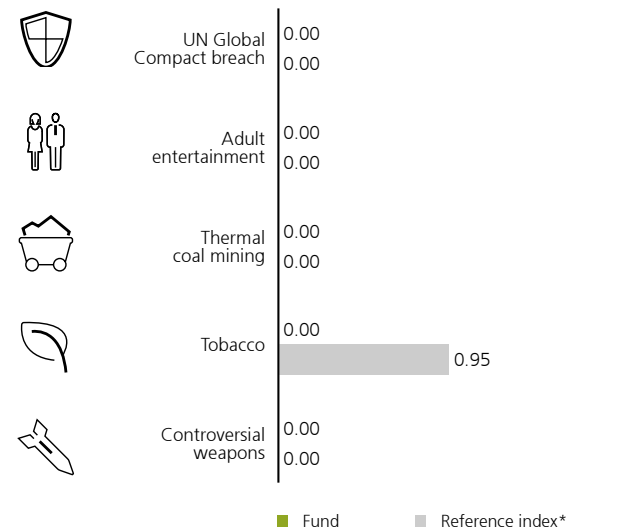 UN Global
Compact breach
0.00
0.00
Adult
entertainment
0.00
0.00
Thermal
coal mining
0.00
0.00
Tobacco
0.00
0.95
Controversial
weapons
0.00
0.00
Fund
Reference index*